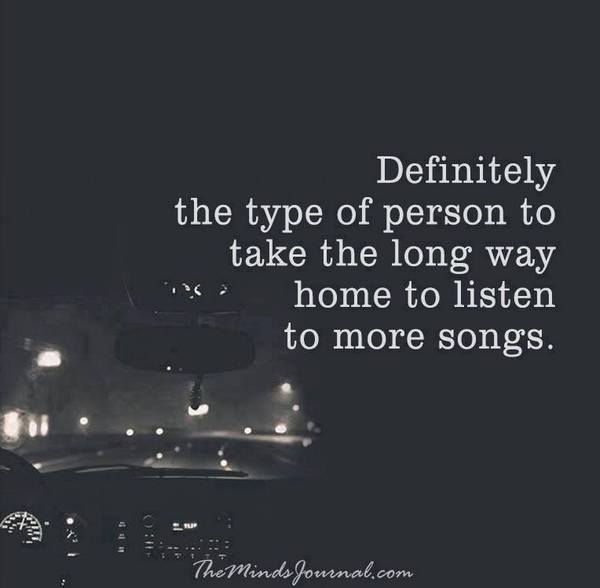 Definitely
the type of person to
take the long way
home to listen
to more songs.
TheMindsJournal.com